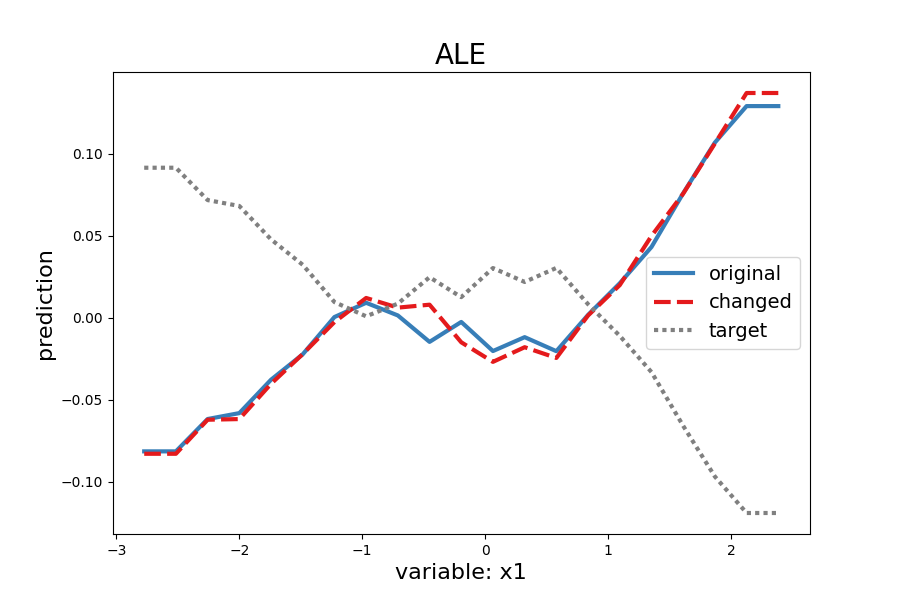 ALE
prediction
0.10
0.05
0.00
−0.05
−0.10
original
changed
target
−3
−2
−1
0
1
2
variable: x1